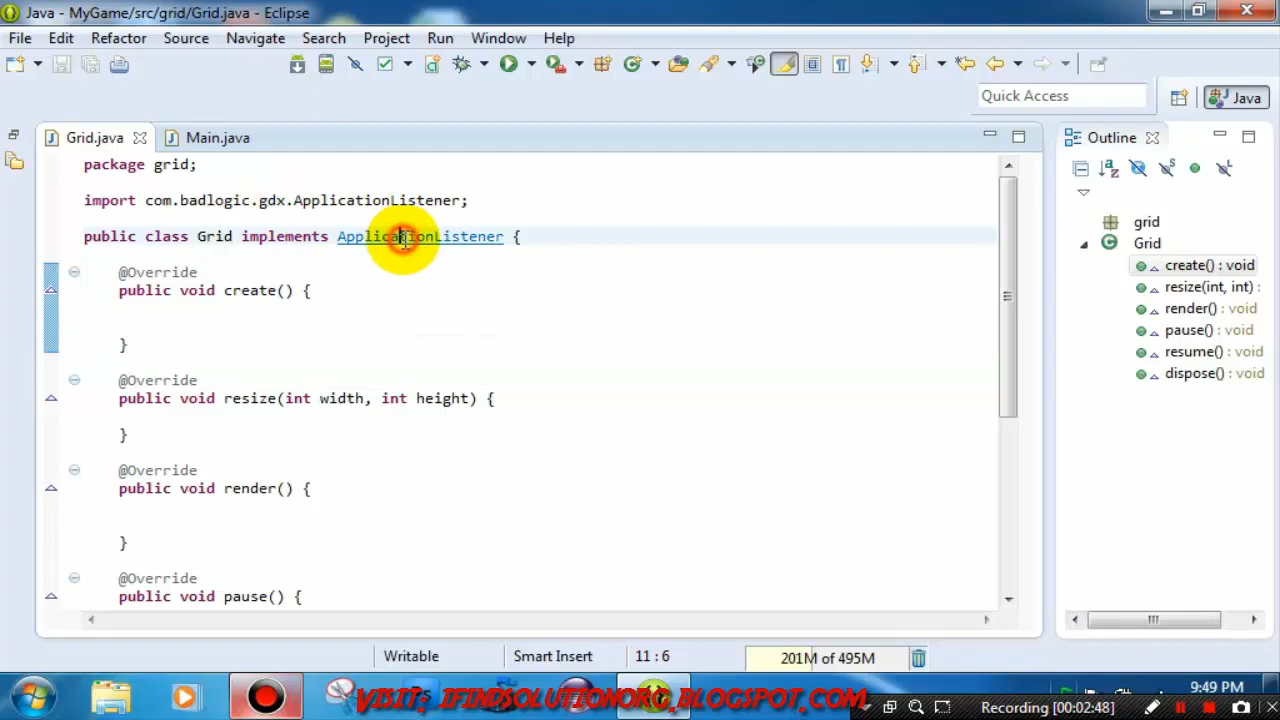 Java - MyGame/src/grid/Grid.java - Eclipse
File Edit Refactor Source Navigate Search Project Run Window Help
Quick Access
Java
Grid.java
Main.java
Outline
package grid;
import com.badlogic.gdx.ApplicationListener;
public class Grid implements ApplicationListener {
@Override
public void create() {
}
@Override
public void resize(int width, int height) {
}
@Override
public void render() {
}
@Override
public void pause() {
grid
Grid
create() : void
resize(int, int) :
render() : void
pause() : void
resume() : void
dispose() : void
Writable
Smart Insert
11 : 6
201M of 495M
VISIT: IFINDSOLUTIONORG.BLOGSPOT.COM
9:49 PM
Recording [00:02:48]